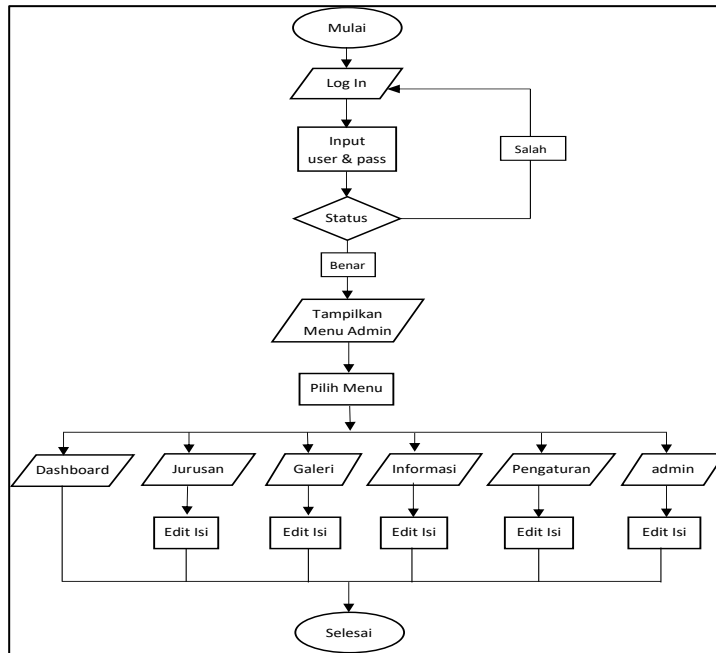 Mulai
Log In
Input
user & pass
Salah
Status
Benar
Tampilkan
Menu Admin
Pilih Menu
Dashboard
Jurusan
Galeri
Informasi
Pengaturan
admin
Edit Isi
Edit Isi
Edit Isi
Edit Isi
Edit Isi
Selesai